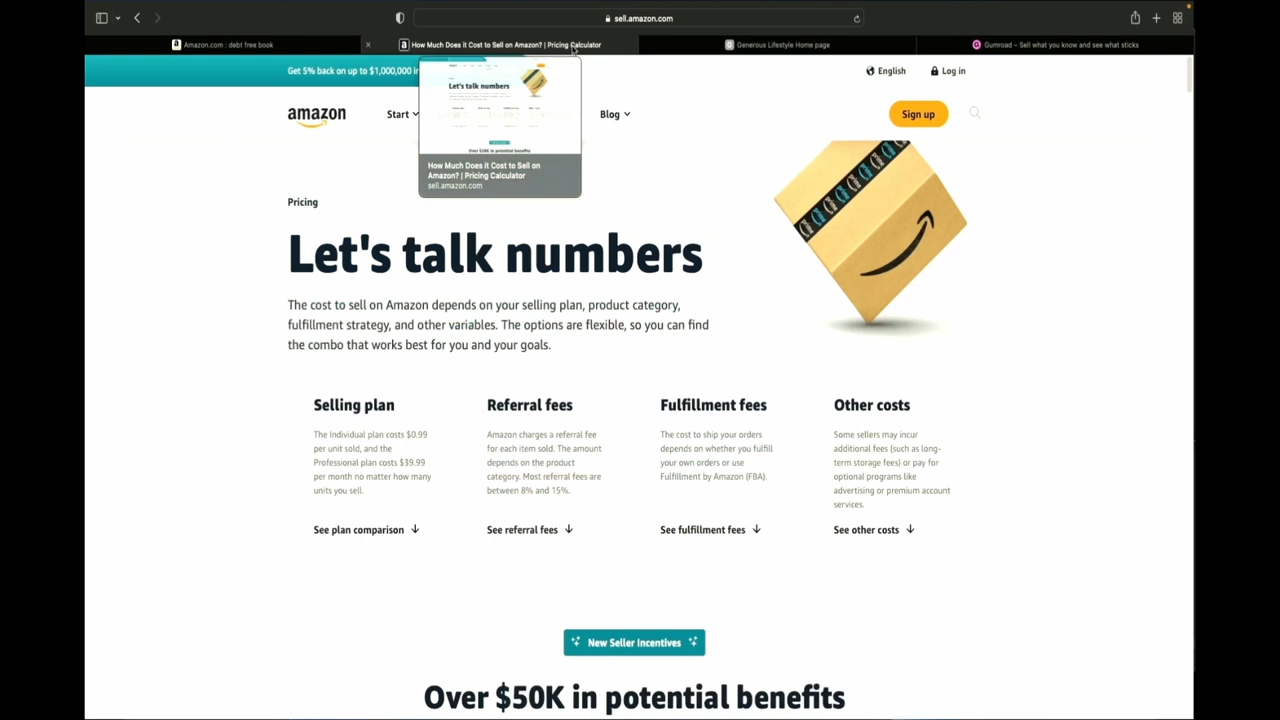 sell.amazon.com
Amazon.com : debt free book
How Much Does it Cost to Sell on Amazon? | Pricing Calculator
Generous Lifestyle Home page
Gumroad – Sell what you know and see what sticks
Get 5% back on up to $1,000,000 in
English
Log in
Let's talk numbers
Over $50K in potential benefits
How Much Does it Cost to Sell on
Amazon? | Pricing Calculator
sell.amazon.com
amazon
Start
Blog
Sign up
prime prime prime prime
Pricing
Let's talk numbers
The cost to sell on Amazon depends on your selling plan, product category,
fulfillment strategy, and other variables. The options are flexible, so you can find
the combo that works best for you and your goals.
Selling plan
The Individual plan costs $0.99
per unit sold, and the
Professional plan costs $39.99
per month no matter how many
units you sell.
See plan comparison
Referral fees
Amazon charges a referral fee
for each item sold. The amount
depends on the product
category. Most referral fees are
between 8% and 15%.
See referral fees
Fulfillment fees
The cost to ship your orders
depends on whether you fulfill
your own orders or use
Fulfillment by Amazon (FBA).
See fulfillment fees
Other costs
Some sellers may incur
additional fees (such as long-
term storage fees) or pay for
optional programs like
advertising or premium account
services.
See other costs
New Seller Incentives
Over $50K in potential benefits